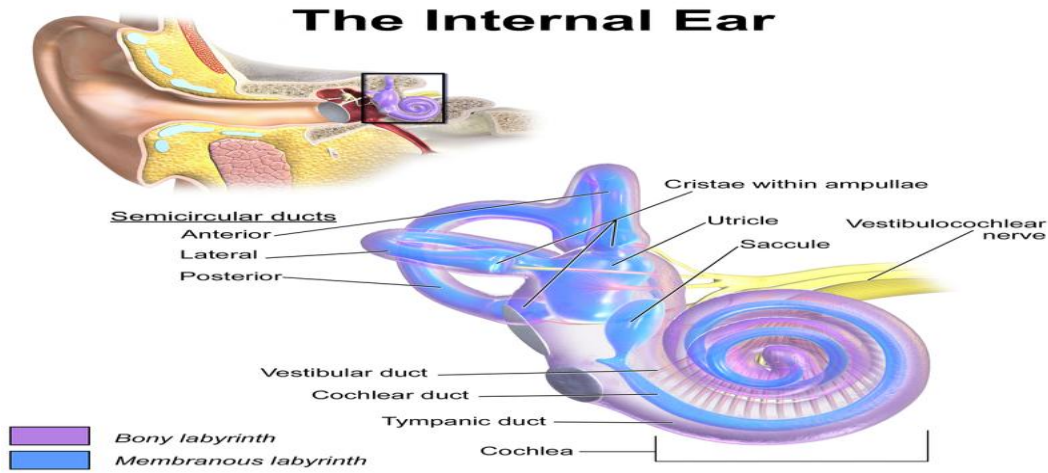 The Internal Ear
Cristae within ampullae
Semicircular ducts
Anterior
Lateral
Posterior
Utricle
Saccule
Vestibulocochlear
nerve
Vestibular duct
Cochlear duct
Tympanic duct
Cochlea
Bony labyrinth
Membranous labyrinth